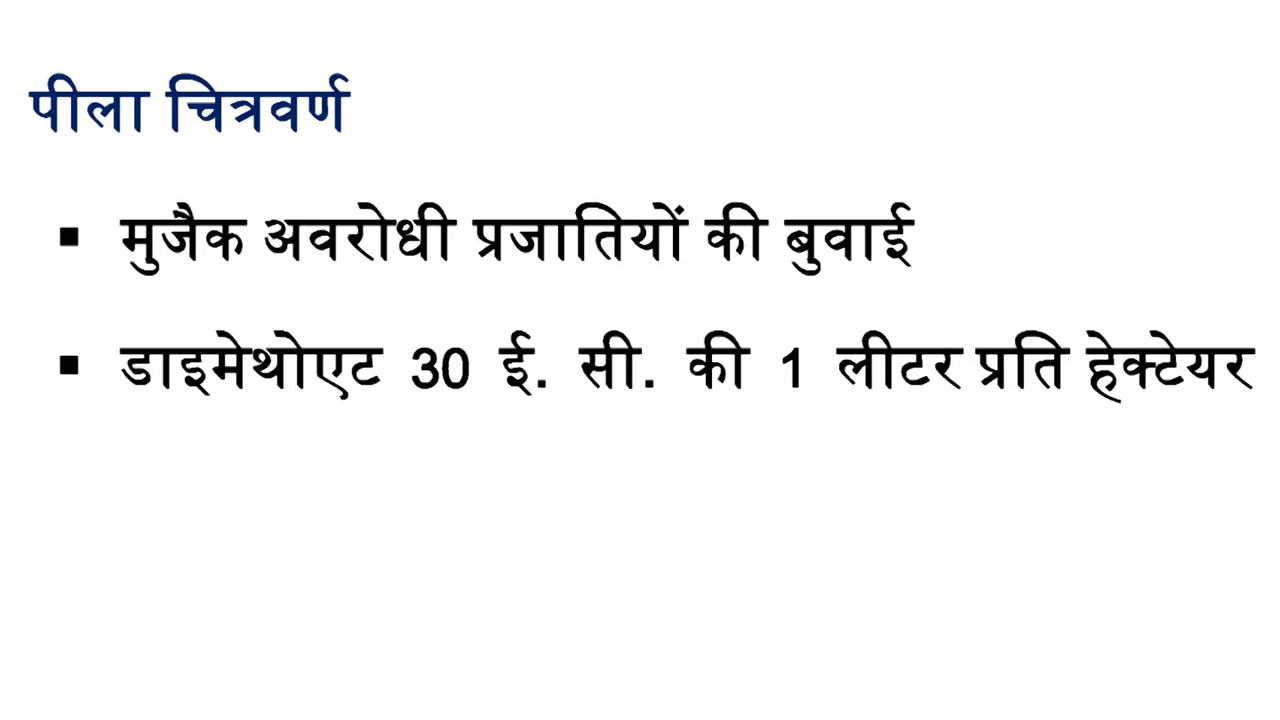 पीला चित्रवर्ण
▪ मुजैक अवरोधी प्रजातियों की बुवाई
▪ डाइमेथोएट 30 ई. सी. की 1 लीटर प्रति हेक्टेयर